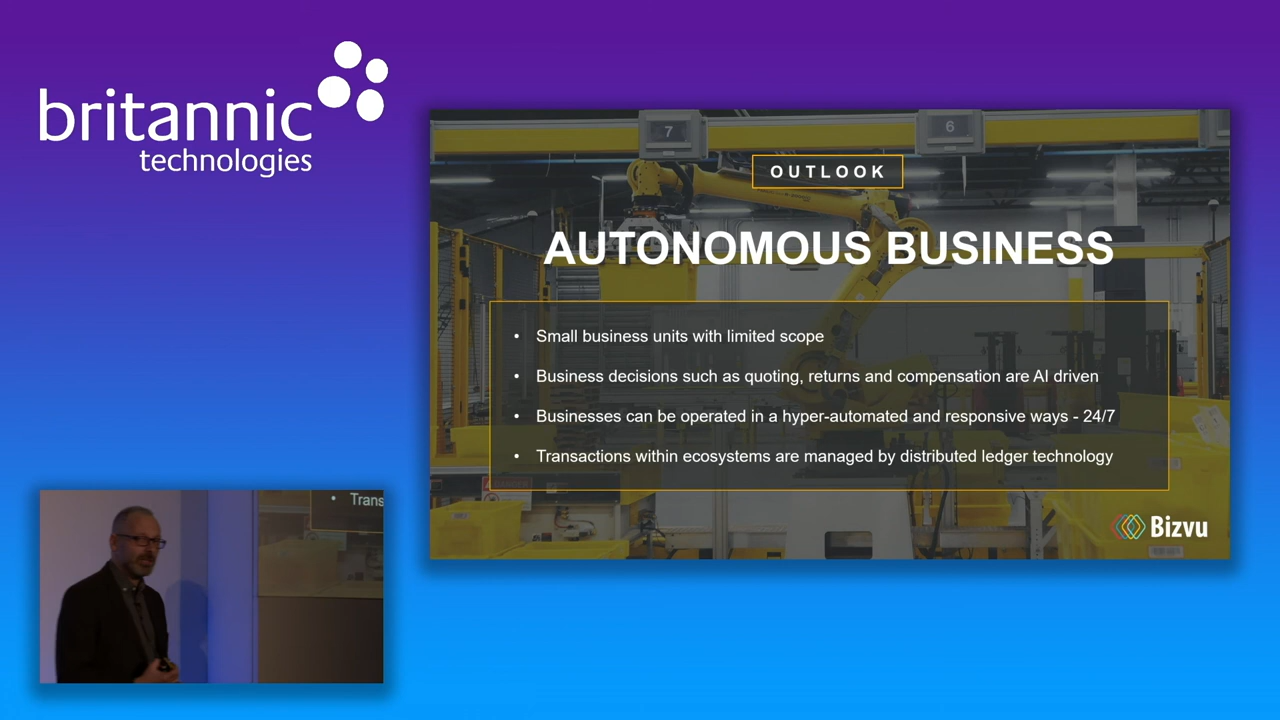 britannic
technologies
7
6
OUTLOOK
AUTONOMOUS BUSINESS
• Small business units with limited scope
• Business decisions such as quoting, returns and compensation are AI driven
• Businesses can be operated in a hyper-automated and responsive ways - 24/7
• Transactions within ecosystems are managed by distributed ledger technology
Bizvu
• Trans